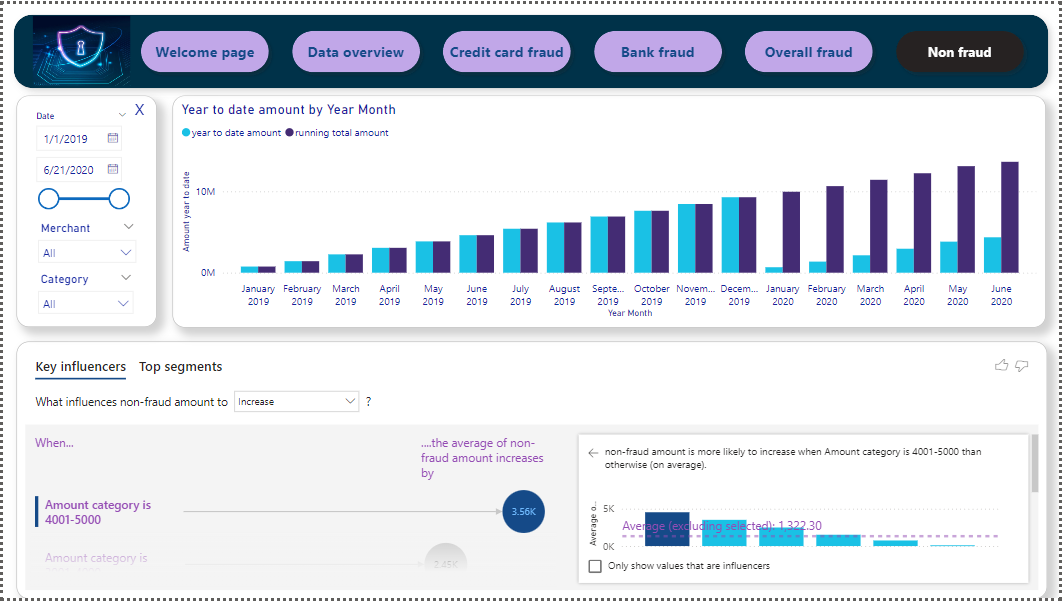 Welcome page
Data overview
Credit card fraud
Bank fraud
Overall fraud
Non fraud
Date
X
1/1/2019
6/21/2020
Merchant
All
Category
All
Year to date amount by Year Month
year to date amount
running total amount
Amount year to date
10M
0M
January
2019
February
2019
March
2019
April
2019
May
2019
June
2019
July
2019
August
2019
Septe...
2019
October
2019
Novem...
2019
Decem...
2019
January
2020
February
2020
March
2020
April
2020
May
2020
June
2020
Year Month
Key influencers
Top segments
What influences non-fraud amount to
Increase
?
When...
....the average of non-
fraud amount increases
by
Amount category is
4001-5000
3.56K
Amount category is
2.45K
non-fraud amount is more likely to increase when Amount category is 4001-5000 than
otherwise (on average).
Average o...
5K
0K
Average (excluding selected): 1,322.30
Only show values that are influencers